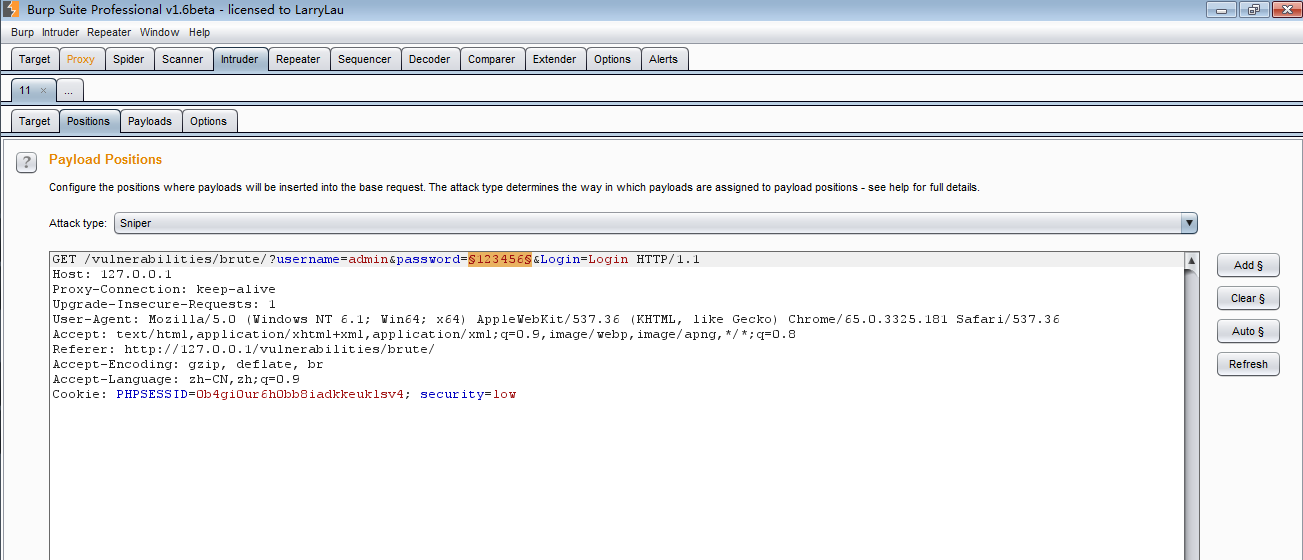 Burp Suite Professional v1.6beta - licensed to LarryLau
Burp Intruder Repeater Window Help
Target Proxy Spider Scanner Intruder Repeater Sequencer Decoder Comparer Extender Options Alerts
11 × ...
Target Positions Payloads Options
? Payload Positions
Configure the positions where payloads will be inserted into the base request. The attack type determines the way in which payloads are assigned to payload positions - see help for full details.
Attack type: Sniper
GET /vulnerabilities/brute/?username=admin&password=§123456§&Login=Login HTTP/1.1
Host: 127.0.0.1
Proxy-Connection: keep-alive
Upgrade-Insecure-Requests: 1
User-Agent: Mozilla/5.0 (Windows NT 6.1; Win64; x64) AppleWebKit/537.36 (KHTML, like Gecko) Chrome/65.0.3325.181 Safari/537.36
Accept: text/html,application/xhtml+xml,application/xml;q=0.9,image/webp,image/apng,*/*;q=0.8
Referer: http://127.0.0.1/vulnerabilities/brute/
Accept-Encoding: gzip, deflate, br
Accept-Language: zh-CN,zh;q=0.9
Cookie: PHPSESSID=0b4gi0ur6h0bb8iadkkeuklsv4; security=low
Add §
Clear §
Auto §
Refresh